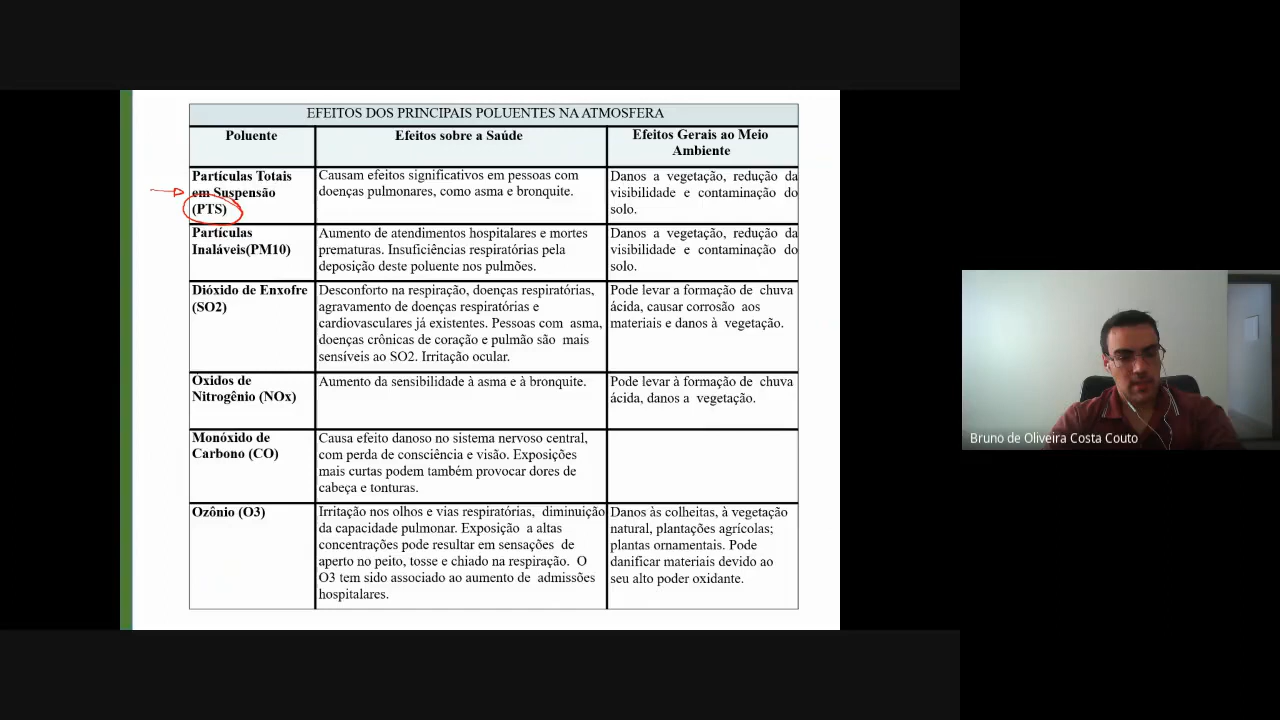 EFEITOS DOS PRINCIPAIS POLUENTES NA ATMOSFERA
Poluente
Efeitos sobre a Saúde
Efeitos Gerais ao Meio
Ambiente
Partículas Totais
em Suspensão
(PTS)
Causam efeitos significativos em pessoas com
doenças pulmonares, como asma e bronquite.
Danos a vegetação, redução da
visibilidade e contaminação do
solo.
Partículas
Inaláveis(PM10)
Aumento de atendimentos hospitalares e mortes
prematuras. Insuficiências respiratórias pela
deposição deste poluente nos pulmões.
Danos a vegetação, redução da
visibilidade e contaminação do
solo.
Dióxido de Enxofre
(SO2)
Desconforto na respiração, doenças respiratórias,
agravamento de doenças respiratórias e
cardiovasculares já existentes. Pessoas com asma,
doenças crônicas de coração e pulmão são mais
sensíveis ao SO2. Irritação ocular.
Pode levar a formação de chuva
ácida, causar corrosão aos
materiais e danos à vegetação.
Óxidos de
Nitrogênio (NOx)
Aumento da sensibilidade à asma e à bronquite.
Pode levar à formação de chuva
ácida, danos a vegetação.
Monóxido de
Carbono (CO)
Causa efeito danoso no sistema nervoso central,
com perda de consciência e visão. Exposições
mais curtas podem também provocar dores de
cabeça e tonturas.
Ozônio (O3)
Irritação nos olhos e vias respiratórias, diminuição
da capacidade pulmonar. Exposição a altas
concentrações pode resultar em sensações de
aperto no peito, tosse e chiado na respiração. O
O3 tem sido associado ao aumento de admissões
hospitalares.
Danos às colheitas, à vegetação
natural, plantações agrícolas;
plantas ornamentais. Pode
danificar materiais devido ao
seu alto poder oxidante.
Bruno de Oliveira Costa Couto